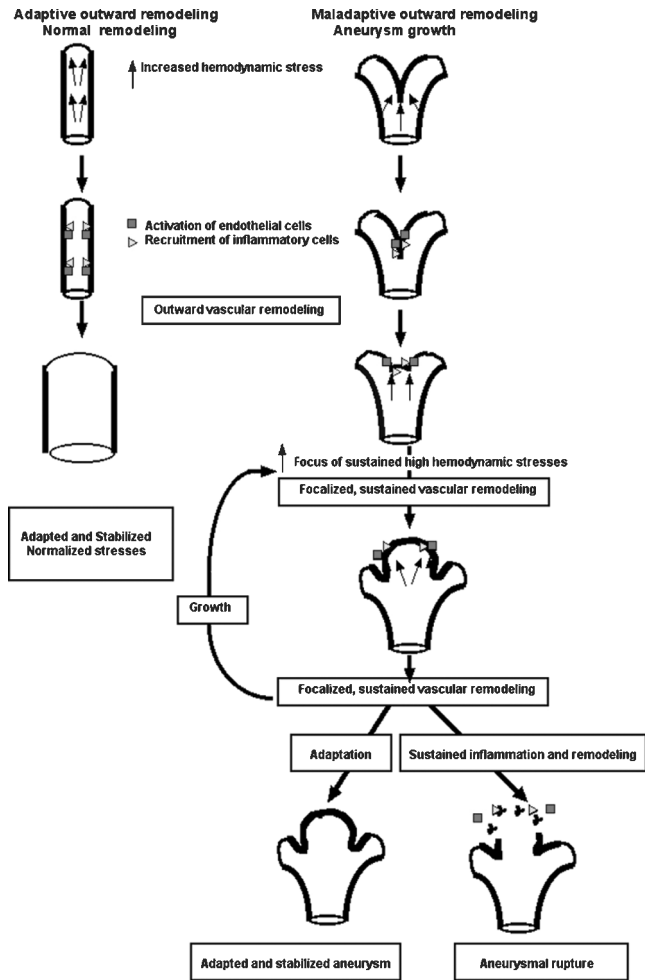 Adaptive outward remodeling
Normal remodeling
Maladaptive outward remodeling
Aneurysm growth
Increased hemodynamic stress
Activation of endothelial cells
Recruitment of inflammatory cells
Outward vascular remodeling
Focus of sustained high hemodynamic stresses
Focalized, sustained vascular remodeling
Adapted and Stabilized
Normalized stresses
Growth
Focalized, sustained vascular remodeling
Adaptation
Sustained inflammation and remodeling
Adapted and stabilized aneurysm
Aneurysmal rupture